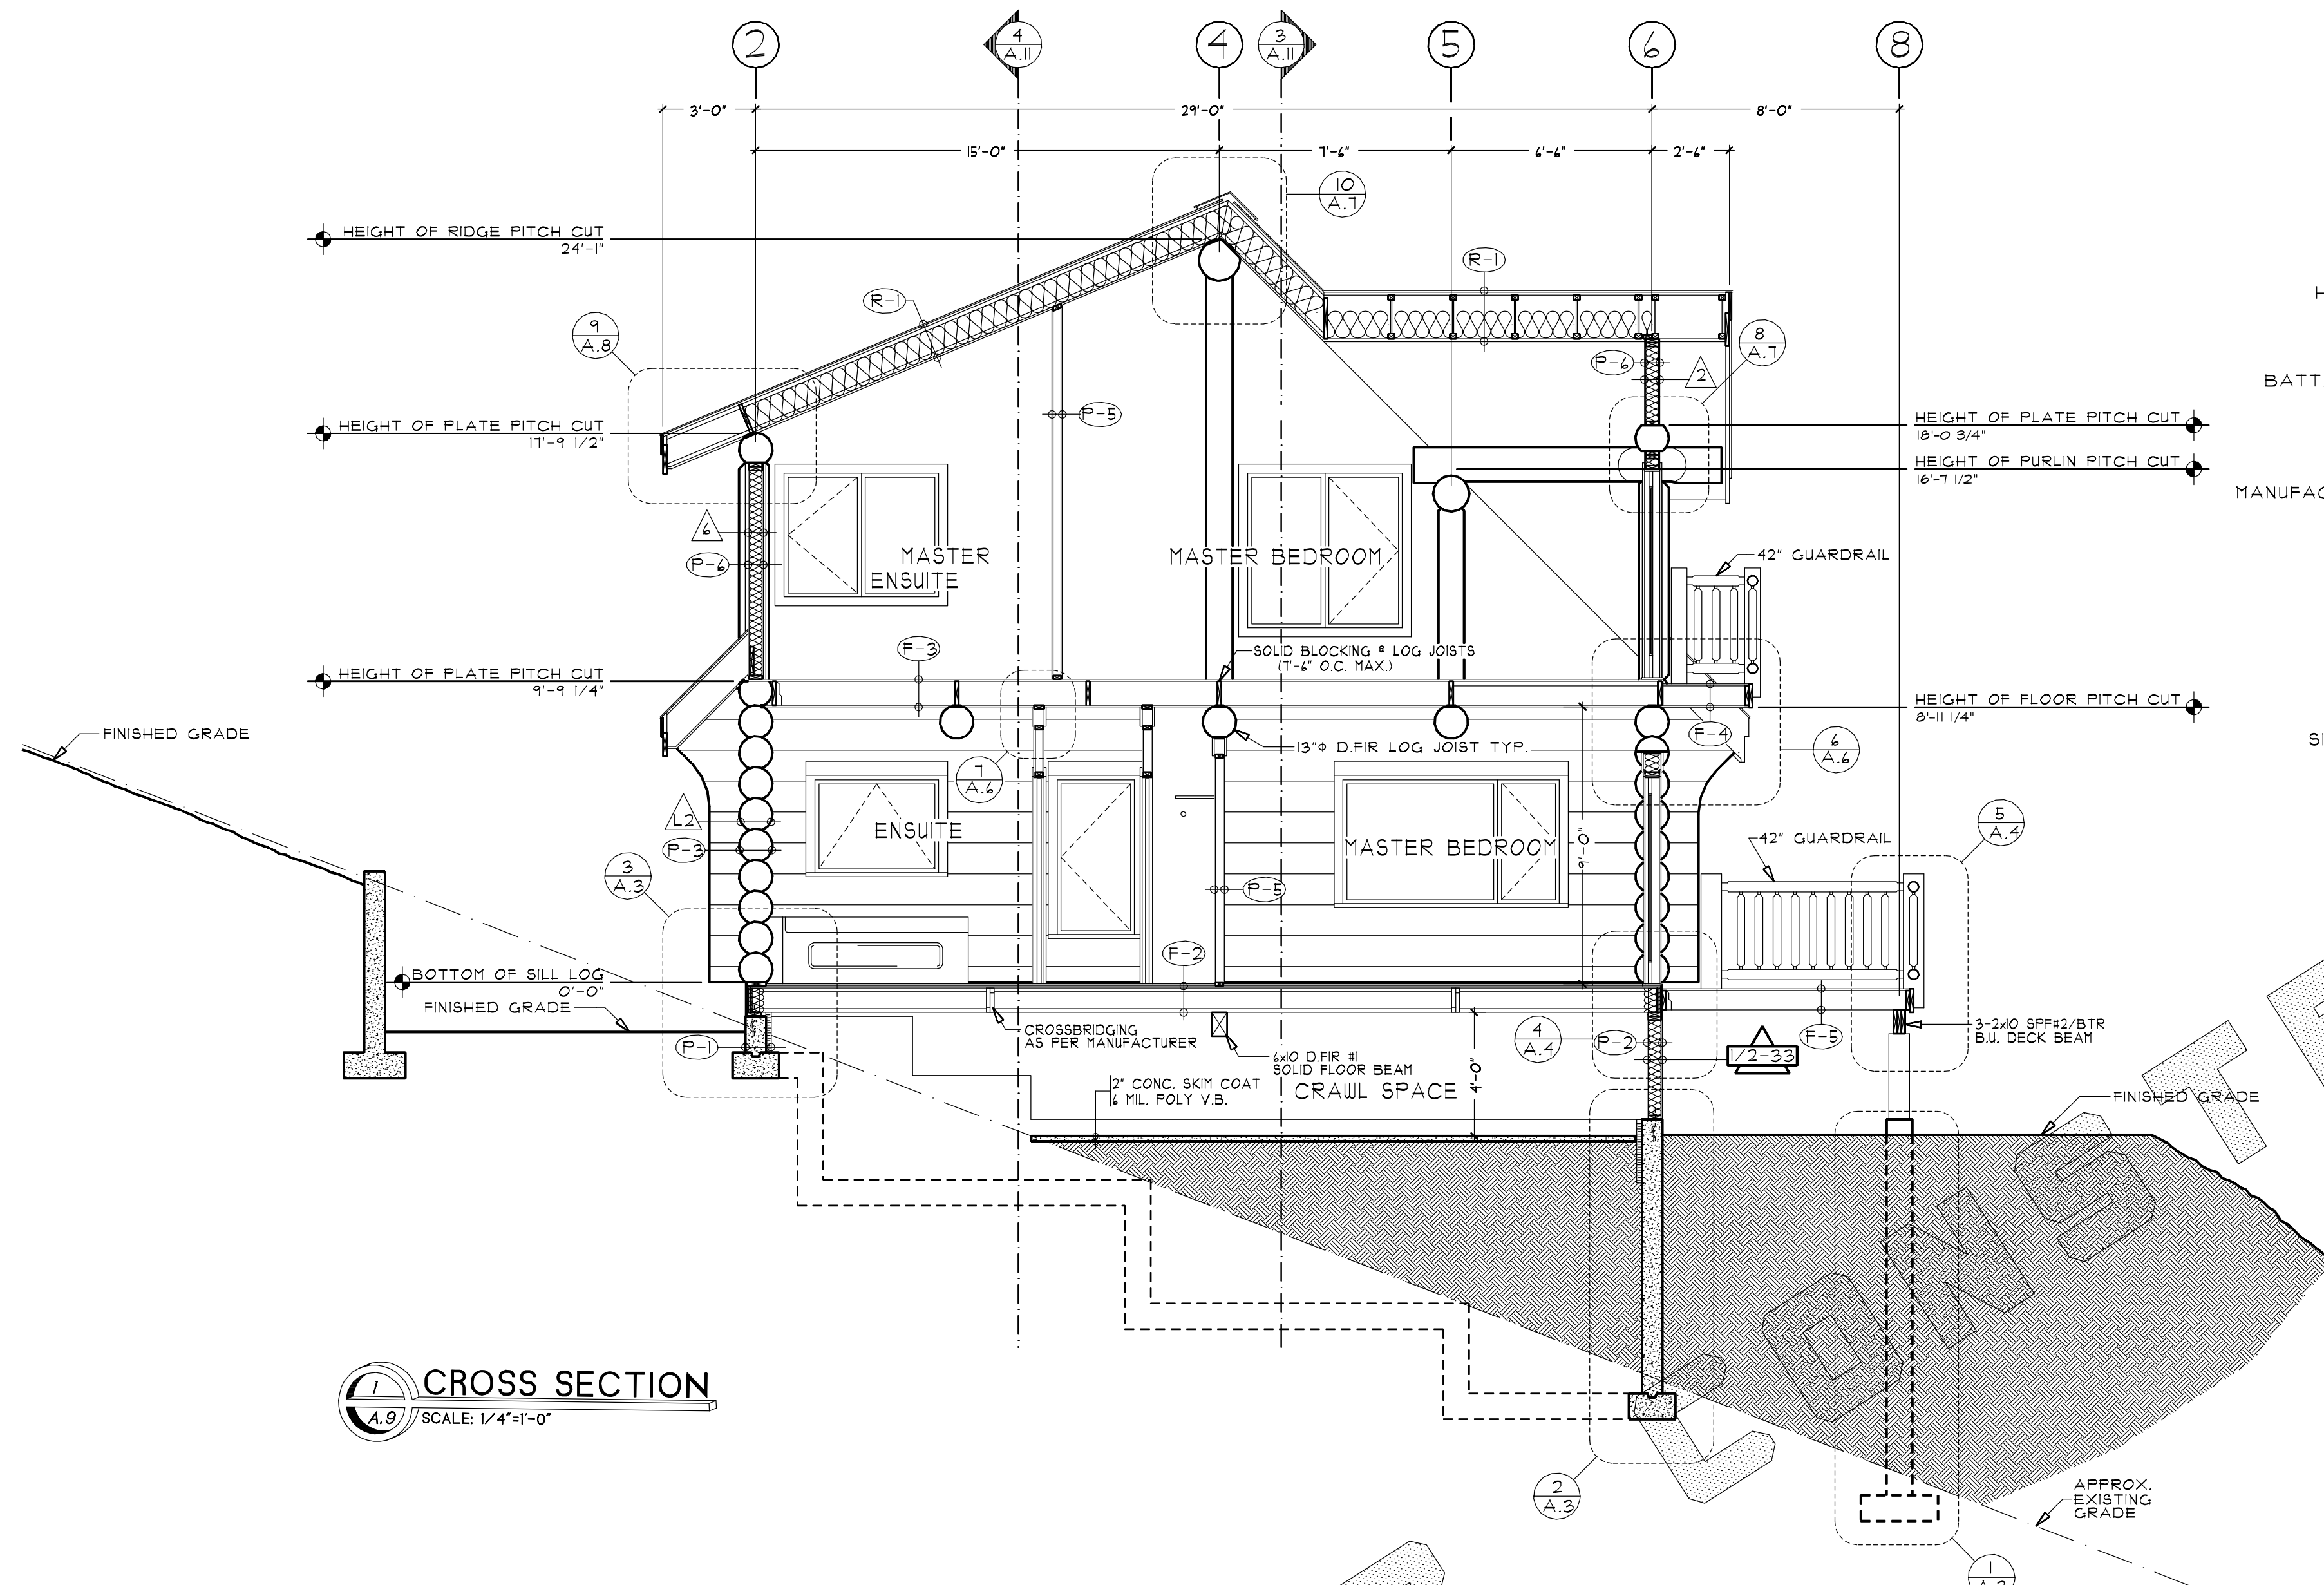 2
4
A.11
4
3
A.11
5
6
8
3'-0"
29'-0"
8'-0"
15'-0"
7'-6"
6'-6"
2'-6"
10
A.7
HEIGHT OF RIDGE PITCH CUT
24'-1"
R-1
R-1
9
A.8
8
A.7
P-6
2
P-5
HEIGHT OF PLATE PITCH CUT
17'-9 1/2"
HEIGHT OF PLATE PITCH CUT
18'-0 3/4"
HEIGHT OF PURLIN PITCH CUT
16'-7 1/2"
BATT
MANUFAC
6
P-6
MASTER
ENSUITE
MASTER BEDROOM
42" GUARDRAIL
F-3
SOLID BLOCKING @ LOG JOISTS
(7'-6" O.C. MAX.)
HEIGHT OF PLATE PITCH CUT
9'-9 1/4"
HEIGHT OF FLOOR PITCH CUT
8'-11 1/4"
FINISHED GRADE
F-4
13"Φ D.FIR LOG JOIST TYP.
6
A.6
7
A.6
L2
ENSUITE
P-3
MASTER BEDROOM
9'-0"
42" GUARDRAIL
5
A.4
3
A.3
P-5
F-2
BOTTOM OF SILL LOG
0'-0"
FINISHED GRADE
P-1
CROSSBRIDGING
AS PER MANUFACTURER
6x10 D.FIR #1
SOLID FLOOR BEAM
4
A.4
P-2
1/2-33
F-5
3-2x10 SPF#2/BTR
B.U. DECK BEAM
2" CONC. SKIM COAT
6 MIL. POLY V.B.
CRAWL SPACE
4'-0"
FINISHED GRADE
1
A.9
CROSS SECTION
SCALE: 1/4"=1'-0"
2
A.3
APPROX.
EXISTING
GRADE
1